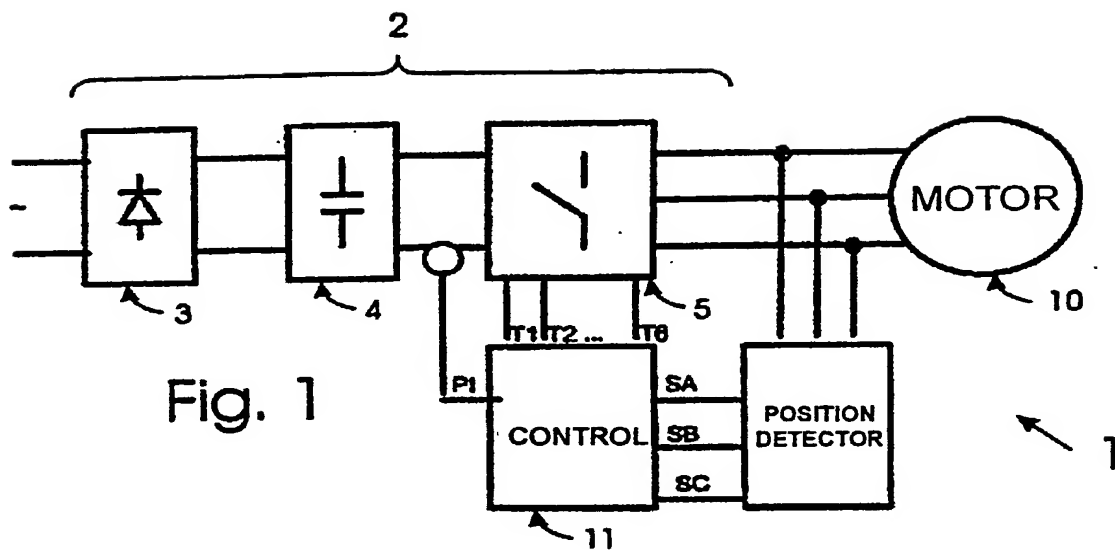 2
~
MOTOR
3
4
5
10
T1 T2 ... T6
Fig. 1
PI
SA
CONTROL
SB
SC
POSITION
DETECTOR
1
11